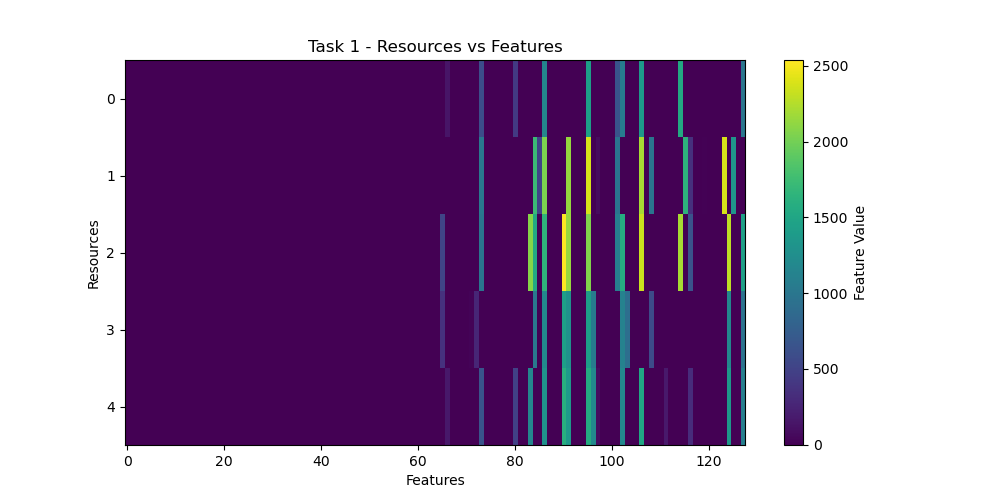 Task 1 - Resources vs Features
Resources
0
1
2
3
4
0 20 40 60 80 100 120
Features
2500
2000
1500
1000
500
0
Feature Value